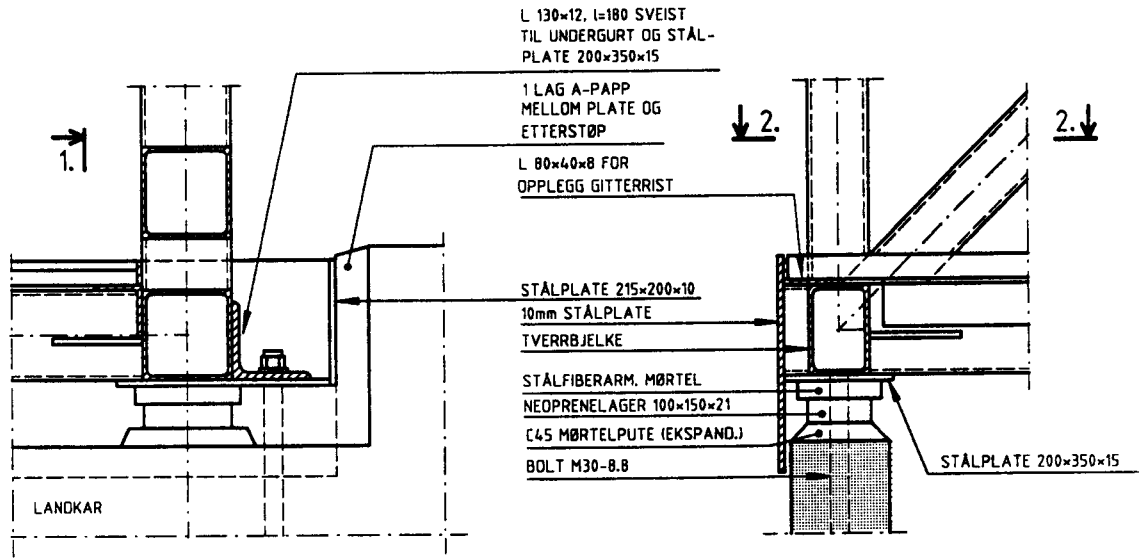 L 130×12, l=180 SVEIST
TIL UNDERGURT OG STÅL-
PLATE 200×350×15
1 LAG A-PAPP
MELLOM PLATE OG
ETTERSTØP
L 80×40×8 FOR
OPPLEGG GITTERRIST
1.
2.
2.
STÅLPLATE 215×200×10
10mm STÅLPLATE
TVERRBJELKE
STÅLFIBERARM. MØRTEL
NEOPRENELAGER 100×150×21
C45 MØRTELPUTE (EKSPAND.)
BOLT M30-8.8
STÅLPLATE 200×350×15
LANDKAR